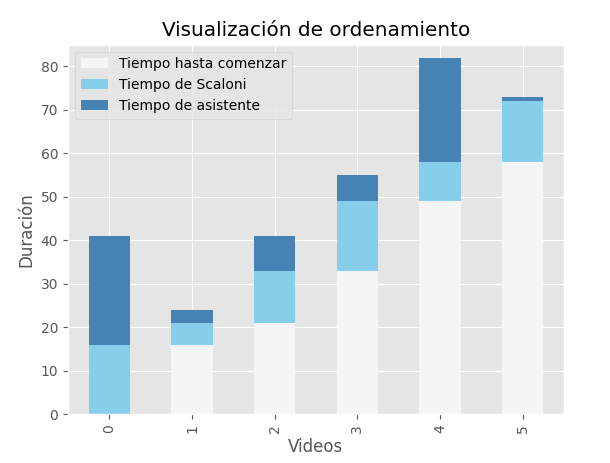 Visualización de ordenamiento
Tiempo hasta comenzar
Tiempo de Scaloni
Tiempo de asistente
Duración
80
70
60
50
40
30
20
10
0
0 1 2 3 4 5
Videos